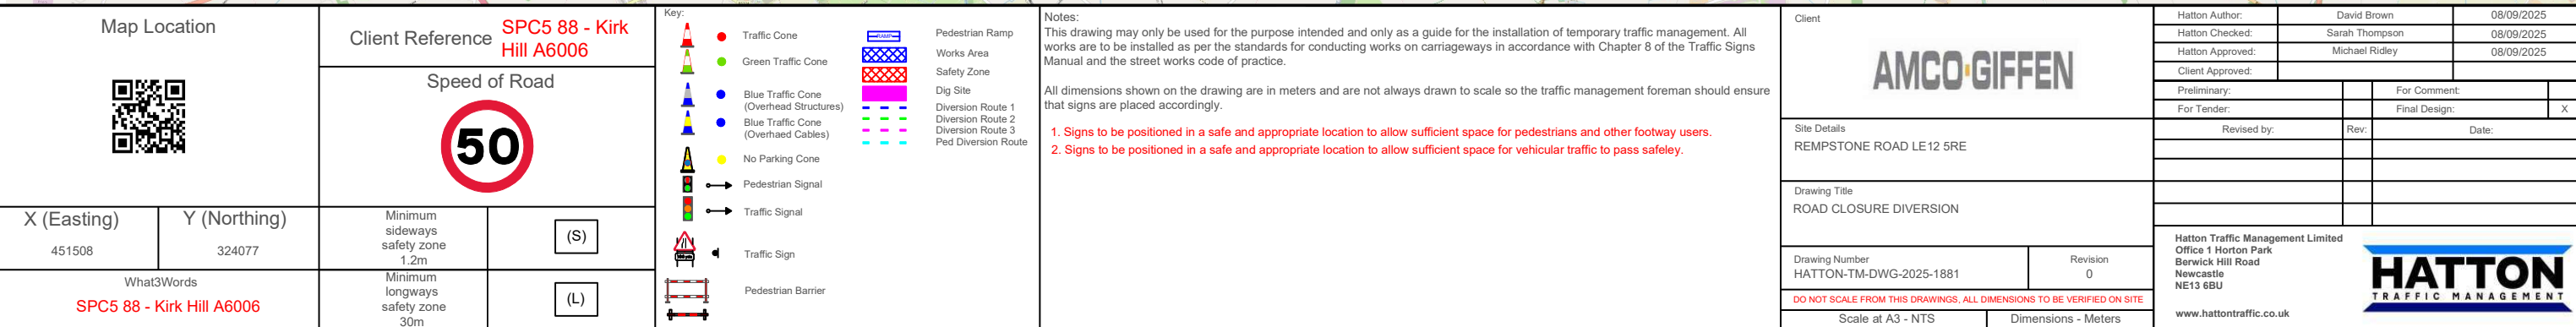 Map Location
Client Reference
SPC5 88 - Kirk
Hill A6006
Speed of Road
50
X (Easting)
Y (Northing)
451508
324077
What3Words
SPC5 88 - Kirk Hill A6006
Minimum
sideways
safety zone
1.2m
(S)
Minimum
longways
safety zone
30m
(L)
Key:
Traffic Cone
Green Traffic Cone
Blue Traffic Cone
(Overhead Structures)
Blue Traffic Cone
(Overhaed Cables)
No Parking Cone
Pedestrian Signal
Traffic Signal
Traffic Sign
Pedestrian Barrier
RAMP
Pedestrian Ramp
Works Area
Safety Zone
Dig Site
Diversion Route 1
Diversion Route 2
Diversion Route 3
Ped Diversion Route
Notes:
This drawing may only be used for the purpose intended and only as a guide for the installation of temporary traffic management. All
works are to be installed as per the standards for conducting works on carriageways in accordance with Chapter 8 of the Traffic Signs
Manual and the street works code of practice.
All dimensions shown on the drawing are in meters and are not always drawn to scale so the traffic management foreman should ensure
that signs are placed accordingly.
1. Signs to be positioned in a safe and appropriate location to allow sufficient space for pedestrians and other footway users.
2. Signs to be positioned in a safe and appropriate location to allow sufficient space for vehicular traffic to pass safeley.
Client
AMCO GIFFEN
Site Details
REMPSTONE ROAD LE12 5RE
Drawing Title
ROAD CLOSURE DIVERSION
Drawing Number
HATTON-TM-DWG-2025-1881
Revision
0
DO NOT SCALE FROM THIS DRAWINGS, ALL DIMENSIONS TO BE VERIFIED ON SITE
Scale at A3 - NTS
Dimensions - Meters
Hatton Author: David Brown 08/09/2025
Hatton Checked: Sarah Thompson 08/09/2025
Hatton Approved: Michael Ridley 08/09/2025
Client Approved:
Preliminary: For Comment:
For Tender: Final Design: X
Revised by: Rev: Date:
Hatton Traffic Management Limited
Office 1 Horton Park
Berwick Hill Road
Newcastle
NE13 6BU
www.hattontraffic.co.uk
HATTON
TRAFFIC MANAGEMENT